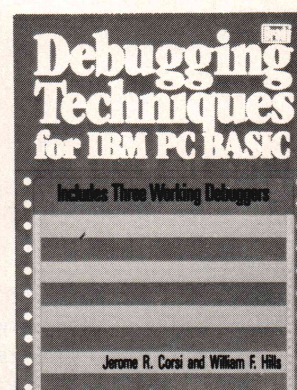 Debugging
Techniques
for IBM PC BASIC
Includes Three Working Debuggers
Jerome R. Corsi and William F. Hills